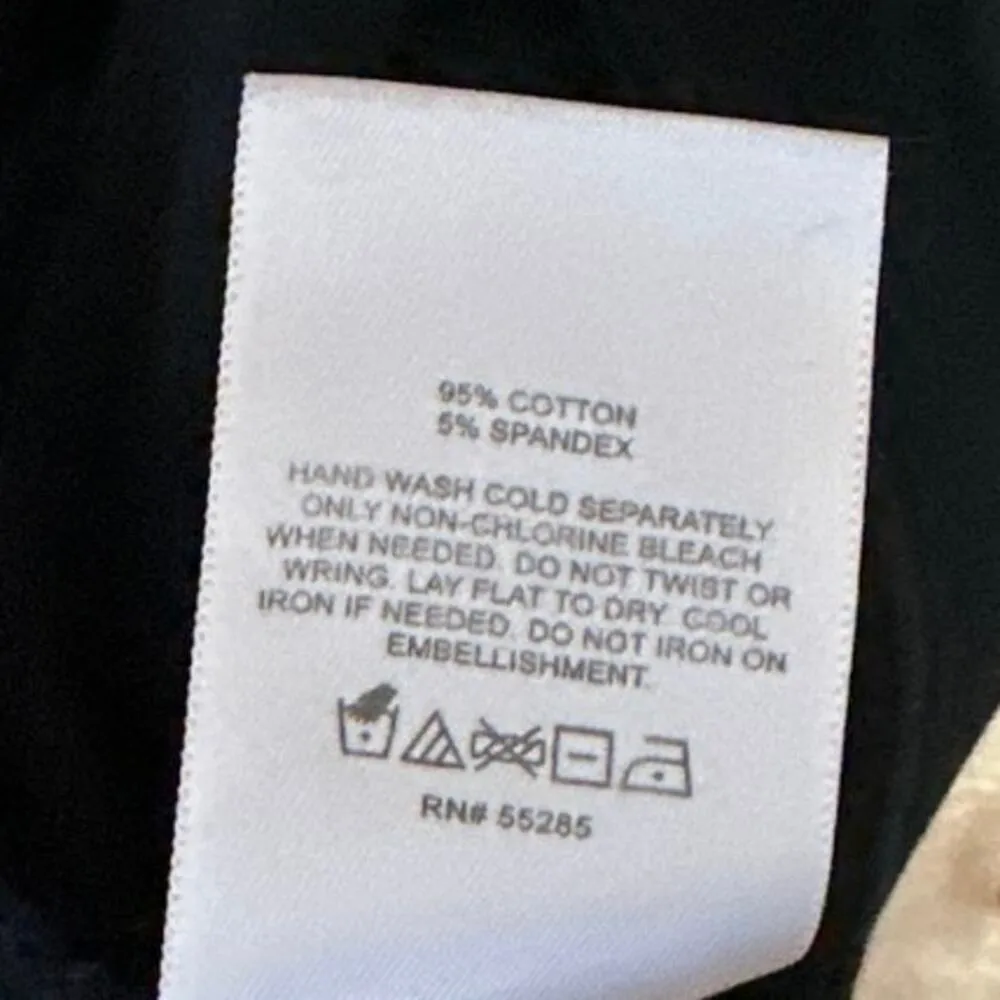 95% COTTON
5% SPANDEX
HAND WASH COLD SEPARATELY.
ONLY NON-CHLORINE BLEACH
WHEN NEEDED. DO NOT TWIST OR
WRING. LAY FLAT TO DRY. COOL
IRON IF NEEDED. DO NOT IRON ON
EMBELLISHMENT.
RN# 55285